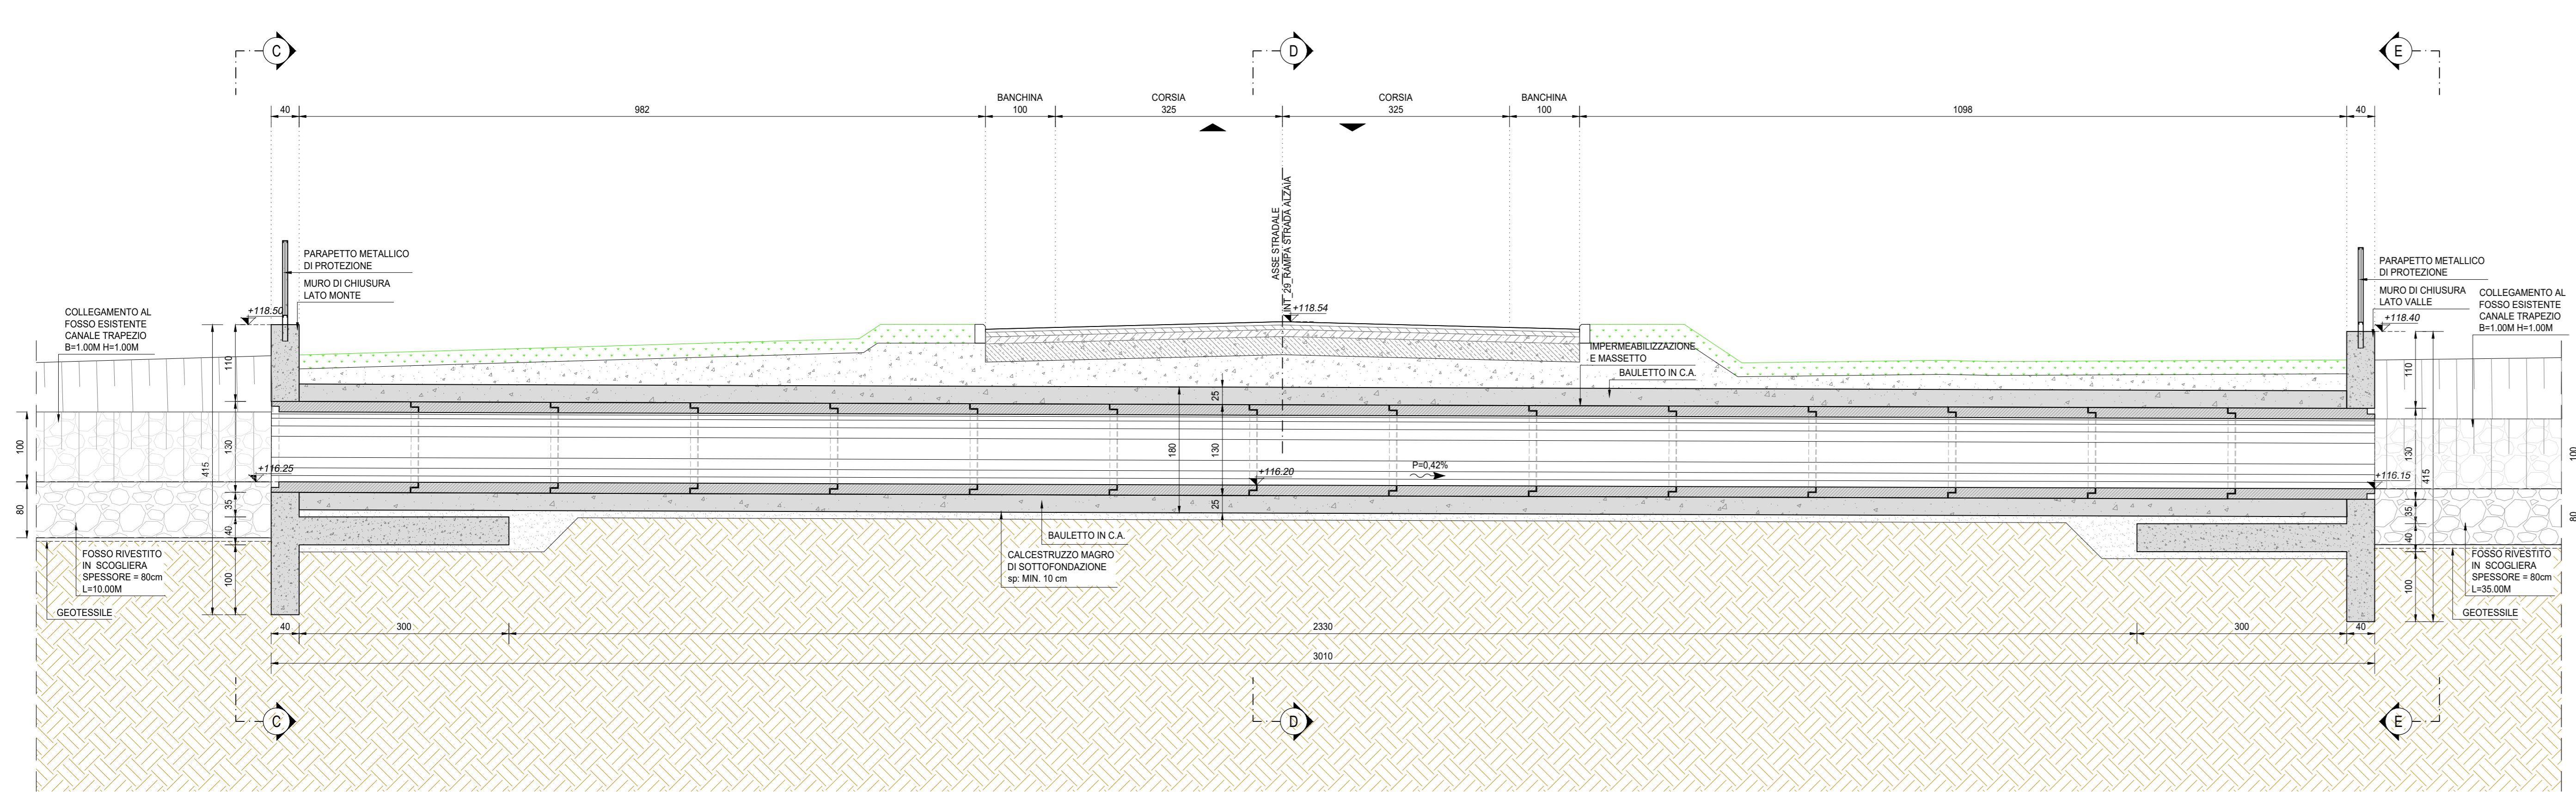 C
D
E
BANCHINA
CORSIA
CORSIA
BANCHINA
40
982
100
325
325
100
1098
40
ASSE STRADALE
INT_29_RAMPA STRADA ALZAIA
PARAPETTO METALLICO
DI PROTEZIONE
MURO DI CHIUSURA
LATO MONTE
+118.50
COLLEGAMENTO AL
FOSSO ESISTENTE
CANALE TRAPEZIO
B=1.00M H=1.00M
+118.54
PARAPETTO METALLICO
DI PROTEZIONE
MURO DI CHIUSURA
LATO VALLE
+118.40
COLLEGAMENTO AL
FOSSO ESISTENTE
CANALE TRAPEZIO
B=1.00M H=1.00M
IMPERMEABILIZZAZIONE
E MASSETTO
BAULETTO IN C.A.
110
130
35
40
100
415
100
80
+116.25
25
180
130
25
+116.20
P=0,42%
+116.15
110
130
35
40
100
415
100
80
BAULETTO IN C.A.
CALCESTRUZZO MAGRO
DI SOTTOFONDAZIONE
sp: MIN. 10 cm
FOSSO RIVESTITO
IN SCOGLIERA
SPESSORE = 80cm
L=10.00M
GEOTESSILE
FOSSO RIVESTITO
IN SCOGLIERA
SPESSORE = 80cm
L=35.00M
GEOTESSILE
40
300
2330
300
40
3010
C
D
E